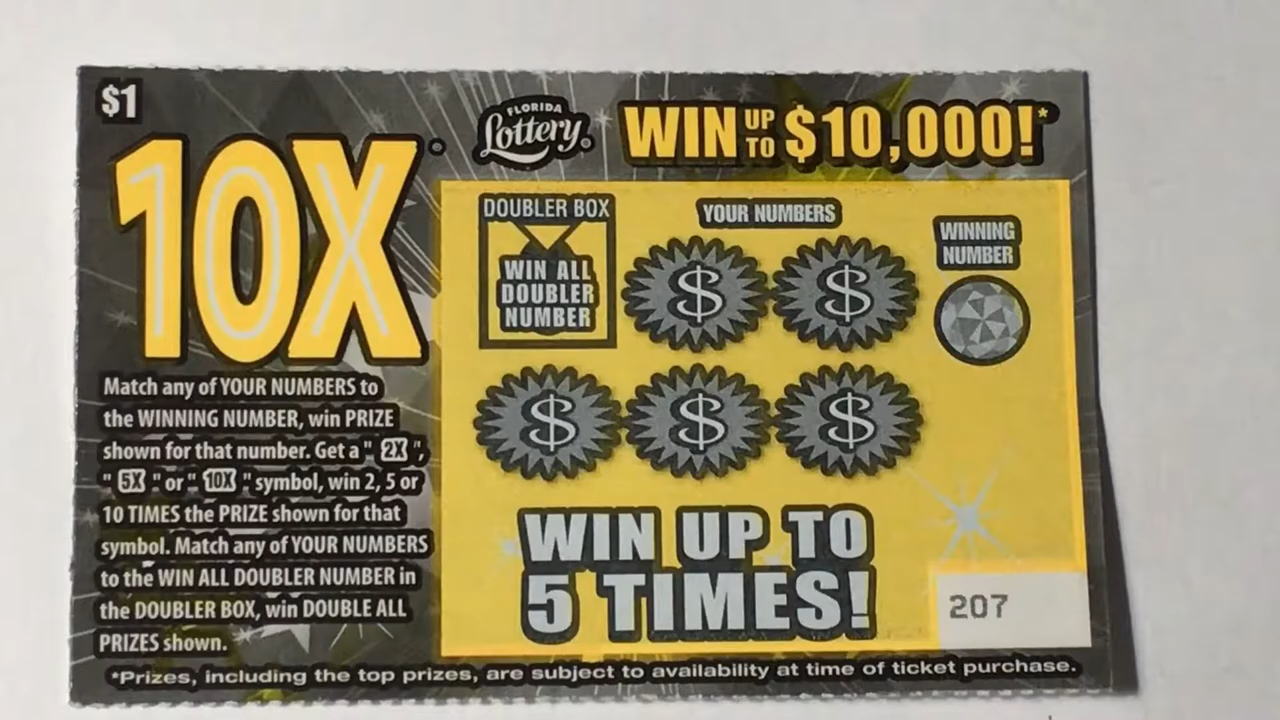 $1
10X®
FLORIDA
Lottery®
WIN UP TO $10,000!*
DOUBLER BOX
WIN ALL
DOUBLER
NUMBER
YOUR NUMBERS
WINNING
NUMBER
$ $
$ $ $
Match any of YOUR NUMBERS to
the WINNING NUMBER, win PRIZE
shown for that number. Get a " 2X ",
" 5X " or " 10X " symbol, win 2, 5 or
10 TIMES the PRIZE shown for that
symbol. Match any of YOUR NUMBERS
to the WIN ALL DOUBLER NUMBER in
the DOUBLER BOX, win DOUBLE ALL
PRIZES shown.
WIN UP TO
5 TIMES!
207
*Prizes, including the top prizes, are subject to availability at time of ticket purchase.